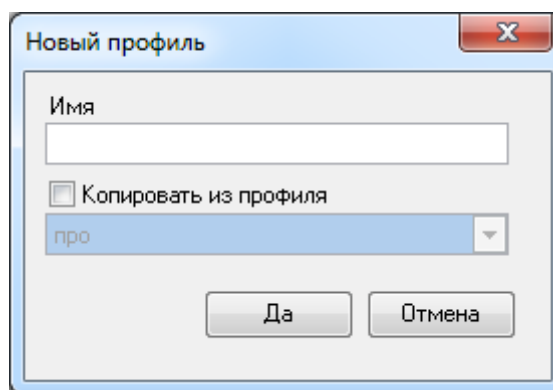 Новый профиль
Имя
Копировать из профиля
про
Да Отмена